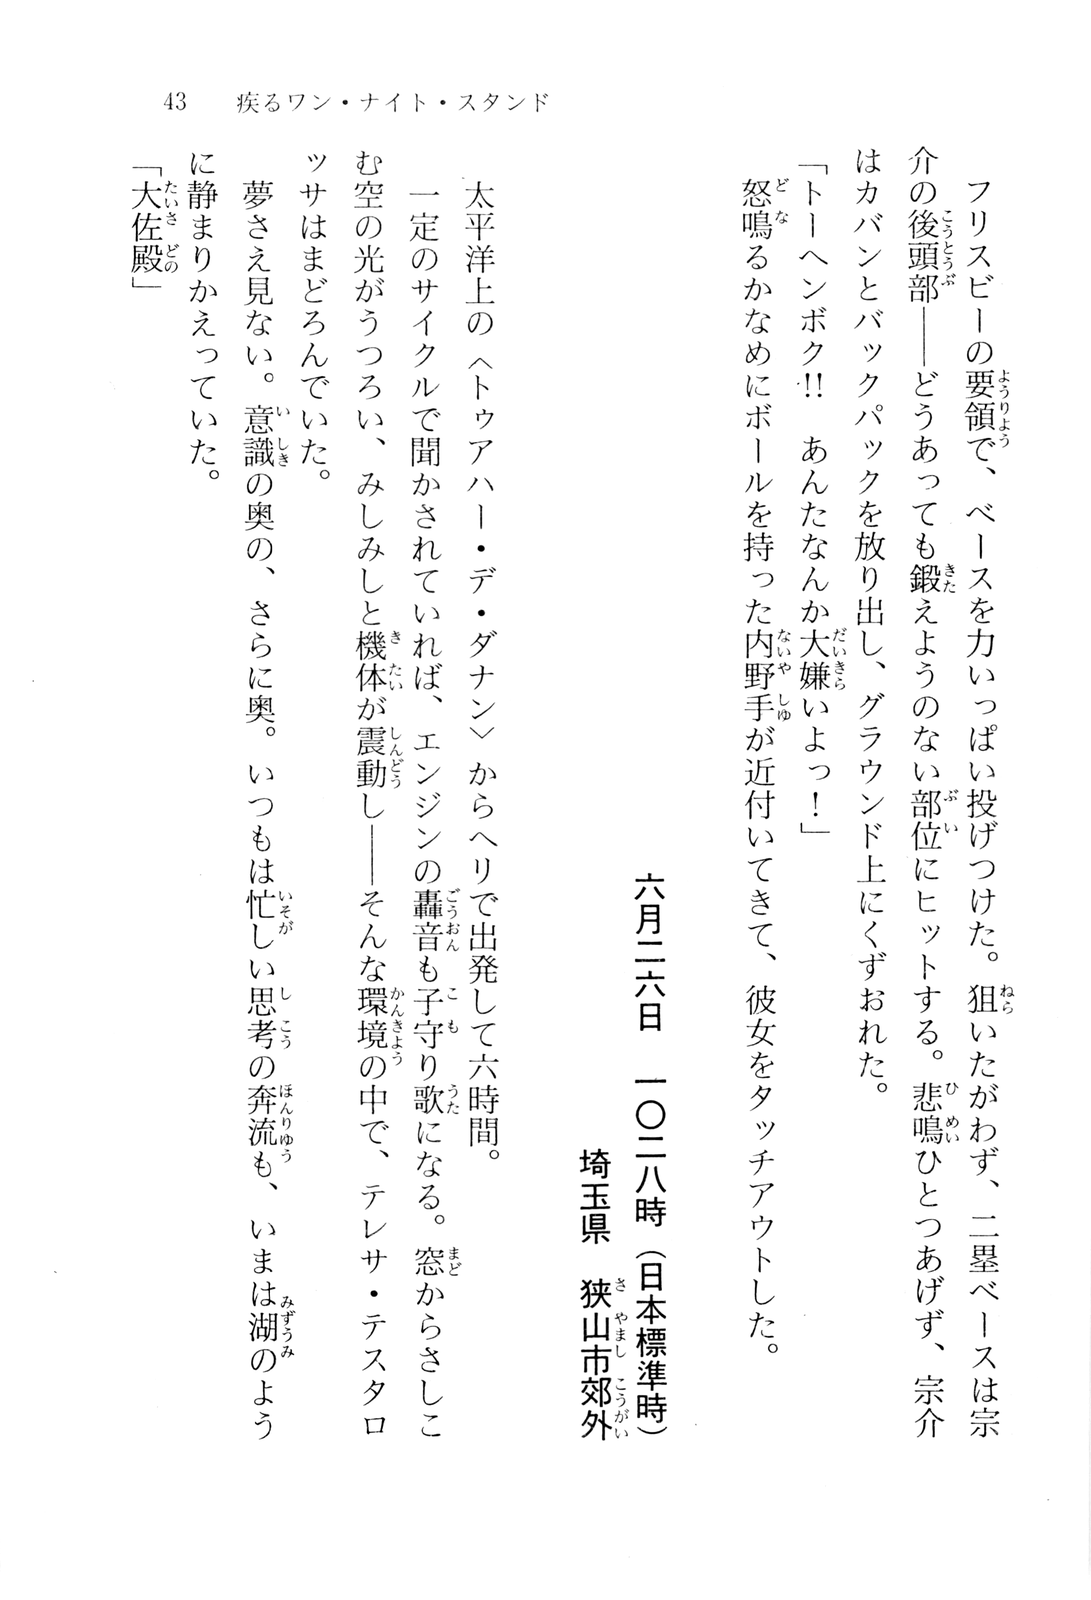 43　疾るワン・ナイト・スタンド
　フリスビーの要領で、ベースを力いっぱい投げつけた。狙いたがわず、二塁ベースは宗
介の後頭部――どうあっても鍛えようのない部位にヒットする。悲鳴ひとつあげず、宗介
はカバンとバックパックを放り出し、グラウンド上にくずおれた。
「トーヘンボク!!　あんたなんか大嫌いよっ！」
　怒鳴るかなめにボールを持った内野手が近付いてきて、彼女をタッチアウトした。
六月二六日　一〇二八時（日本標準時）
埼玉県　狭山市郊外
　太平洋上の〈トゥアハー・デ・ダナン〉からヘリで出発して六時間。
　一定のサイクルで聞かされていれば、エンジンの轟音も子守り歌になる。窓からさしこ
む空の光がうつろい、みしみしと機体が震動し――そんな環境の中で、テレサ・テスタロ
ッサはまどろんでいた。
　夢さえ見ない。意識の奥の、さらに奥。いつもは忙しい思考の奔流も、いまは湖のよう
に静まりかえっていた。
「大佐殿」